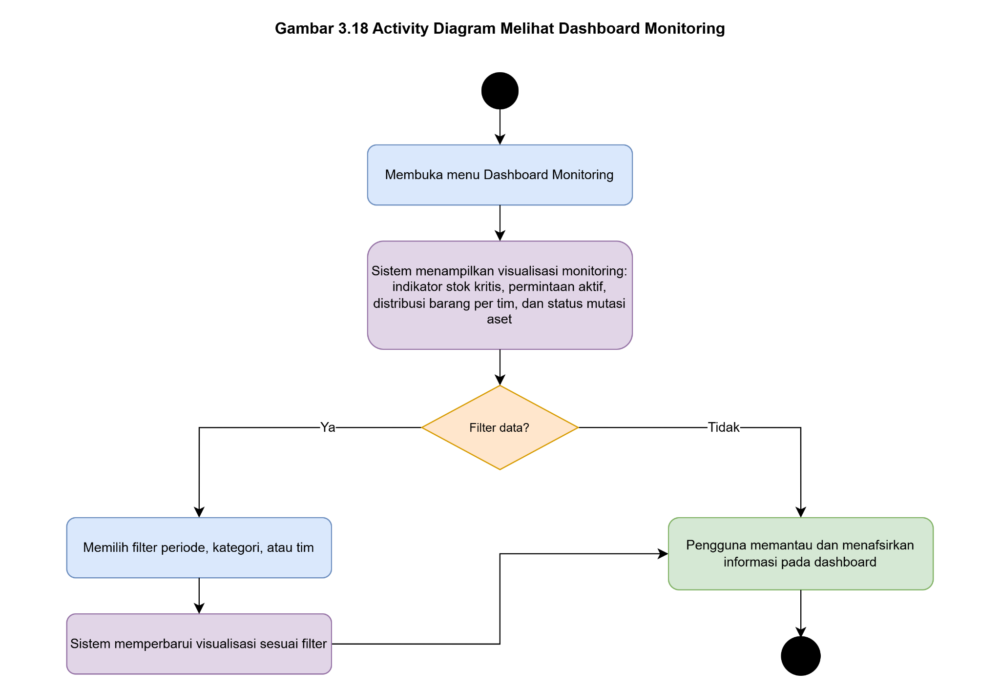 Gambar 3.18 Activity Diagram Melihat Dashboard Monitoring
Membuka menu Dashboard Monitoring
Sistem menampilkan visualisasi monitoring:
indikator stok kritis, permintaan aktif,
distribusi barang per tim, dan status mutasi
aset
Filter data?
Ya
Tidak
Memilih filter periode, kategori, atau tim
Pengguna memantau dan menafsirkan
informasi pada dashboard
Sistem memperbarui visualisasi sesuai filter